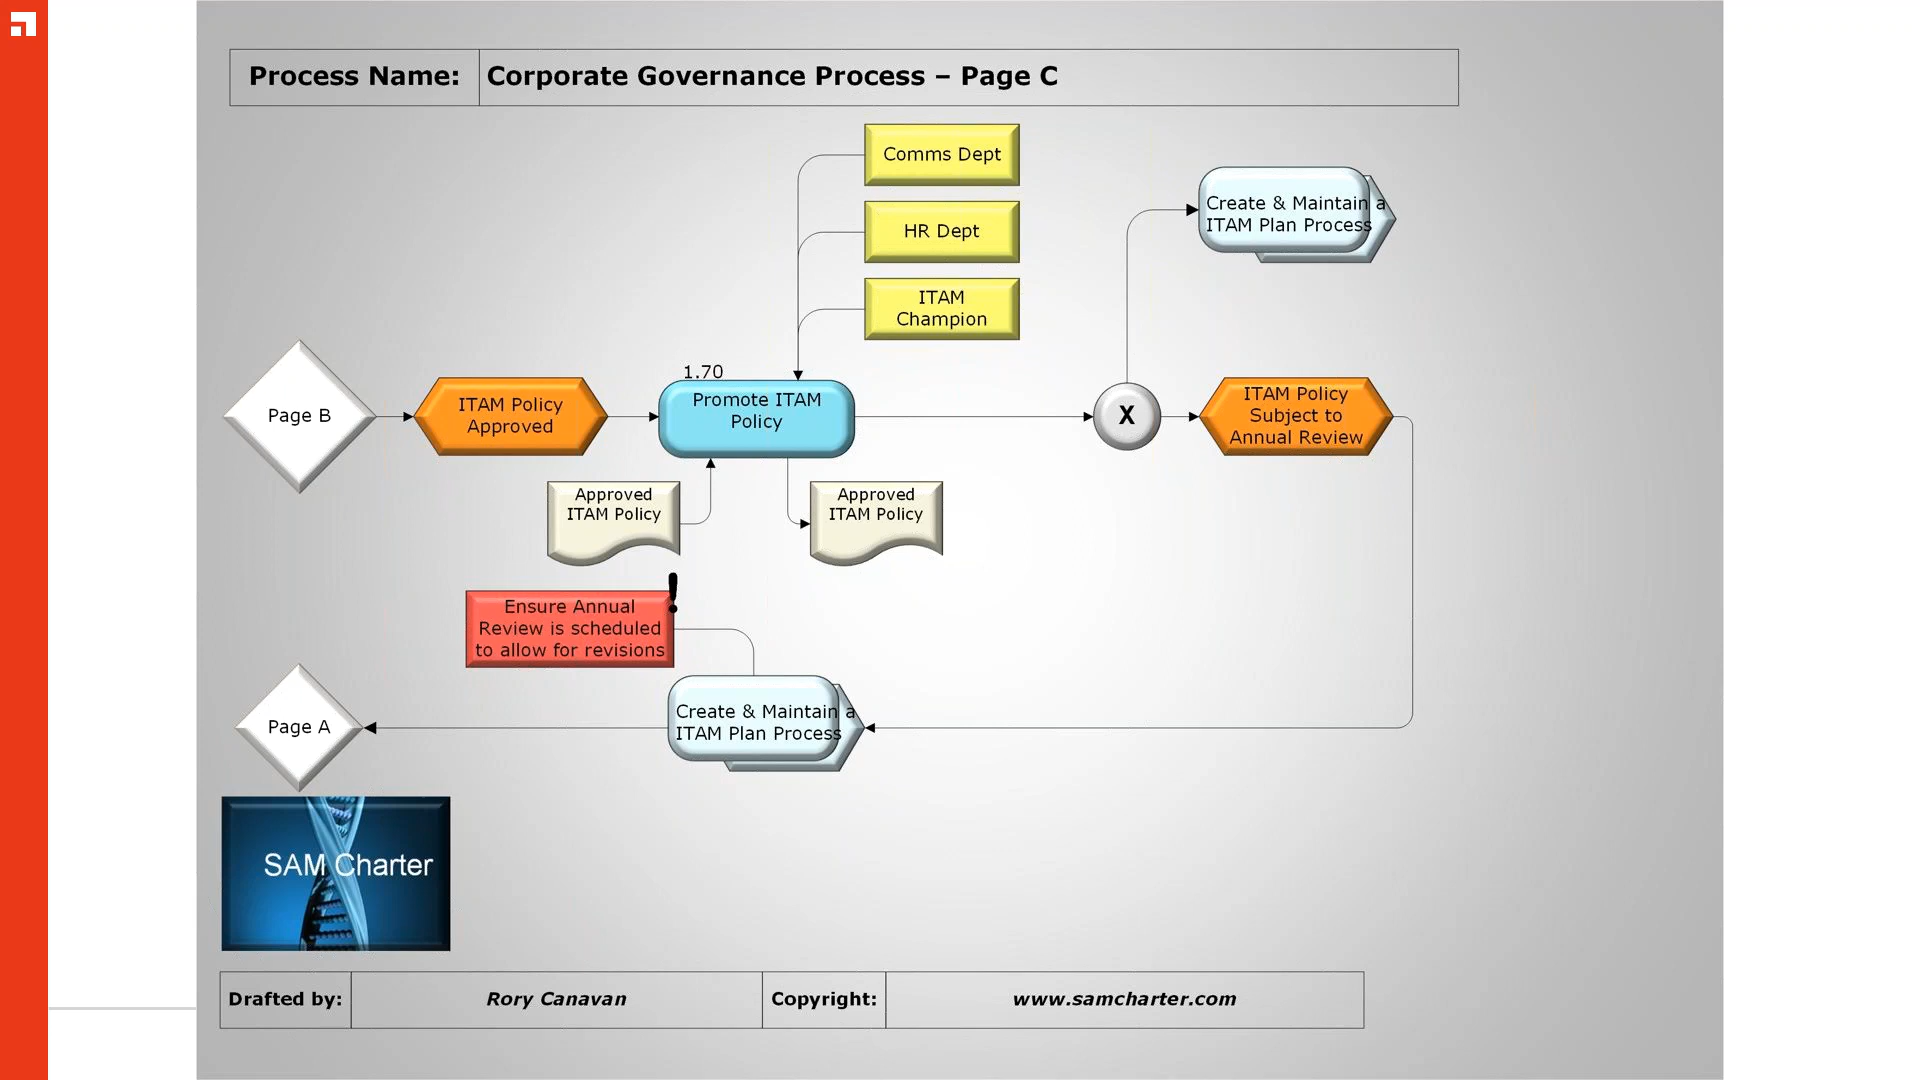 Process Name:
Corporate Governance Process – Page C
Comms Dept
HR Dept
ITAM
Champion
Create & Maintain a
ITAM Plan Process
Page B
ITAM Policy
Approved
1.70
Promote ITAM
Policy
X
ITAM Policy
Subject to
Annual Review
Approved
ITAM Policy
Approved
ITAM Policy
Ensure Annual
Review is scheduled
to allow for revisions
!
Page A
Create & Maintain a
ITAM Plan Process
SAM Charter
Drafted by:
Rory Canavan
Copyright:
www.samcharter.com